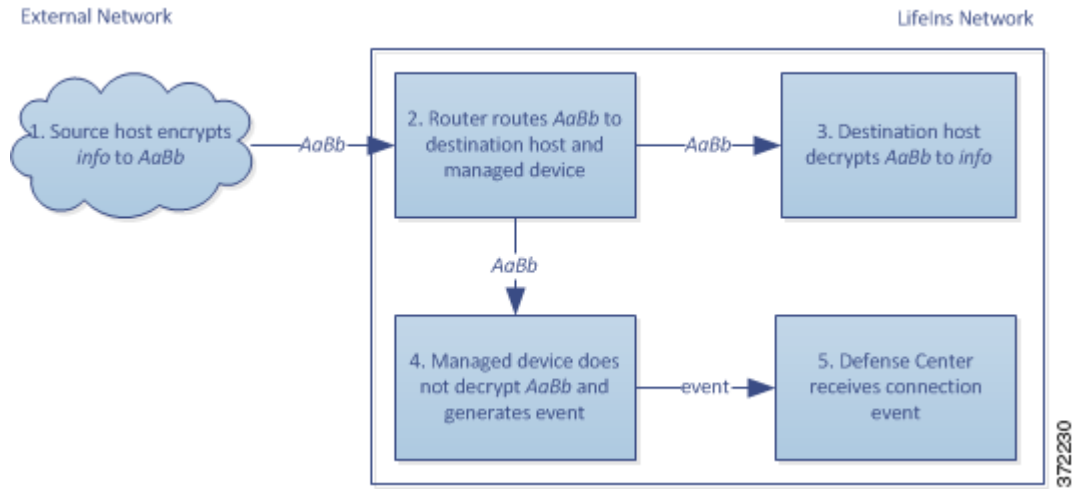 External Network
LifeIns Network
1. Source host encrypts
info to AaBb
AaBb
2. Router routes AaBb to
destination host and
managed device
AaBb
3. Destination host
decrypts AaBb to info
AaBb
4. Managed device does
not decrypt AaBb and
generates event
event
5. Defense Center
receives connection
event
372230